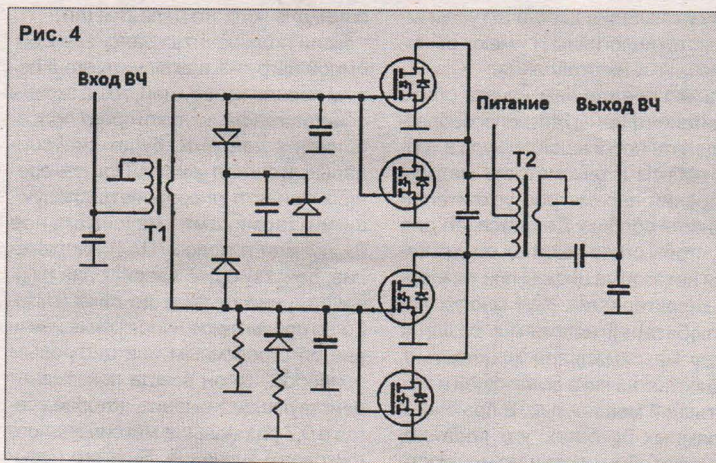 Рис. 4
Вход ВЧ
Питание
Выход ВЧ
T1
T2